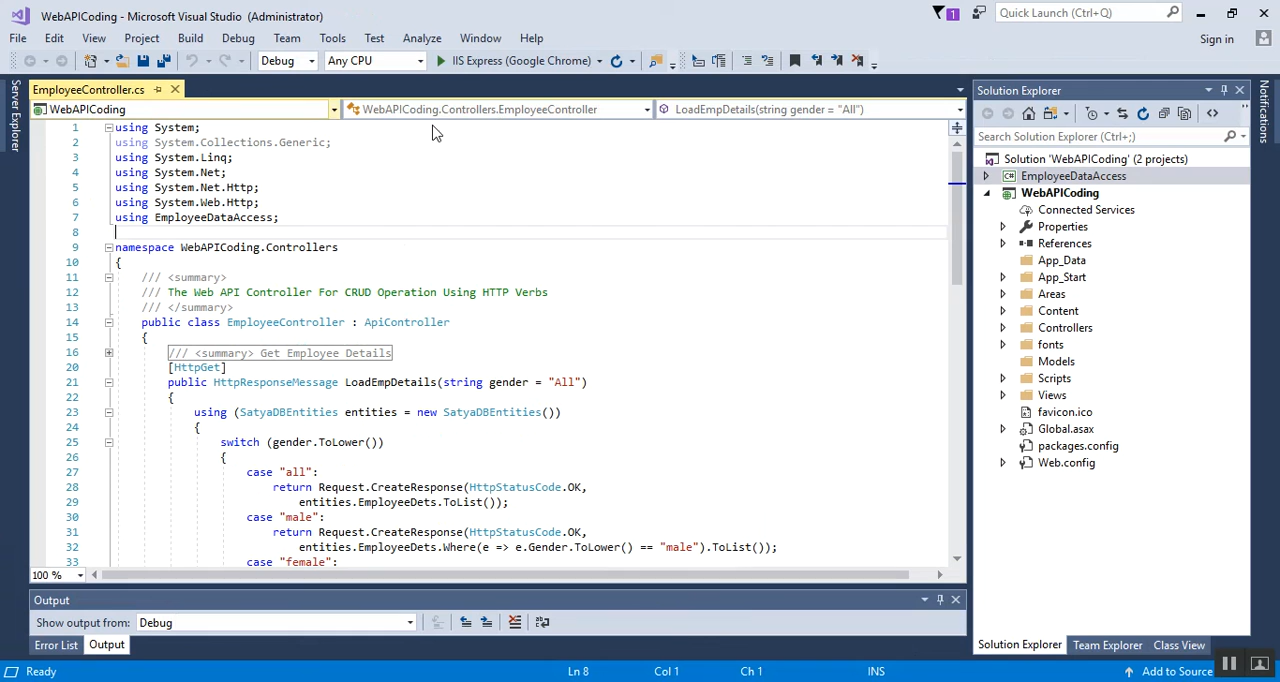 WebAPICoding - Microsoft Visual Studio (Administrator)
1
Quick Launch (Ctrl+Q)
File Edit View Project Build Debug Team Tools Test Analyze Window Help
Sign in
Debug Any CPU IIS Express (Google Chrome)
Server Explorer
Notifications
EmployeeController.cs
WebAPICoding WebAPICoding.Controllers.EmployeeController LoadEmpDetails(string gender = "All")
1 using System;
2 using System.Collections.Generic;
3 using System.Linq;
4 using System.Net;
5 using System.Net.Http;
6 using System.Web.Http;
7 using EmployeeDataAccess;
8
9 namespace WebAPICoding.Controllers
10 {
11 /// <summary>
12 /// The Web API Controller For CRUD Operation Using HTTP Verbs
13 /// </summary>
14 public class EmployeeController : ApiController
15 {
16 /// <summary> Get Employee Details
20 [HttpGet]
21 public HttpResponseMessage LoadEmpDetails(string gender = "All")
22 {
23 using (SatyaDBEntities entities = new SatyaDBEntities())
24 {
25 switch (gender.ToLower())
26 {
27 case "all":
28 return Request.CreateResponse(HttpStatusCode.OK,
29 entities.EmployeeDets.ToList());
30 case "male":
31 return Request.CreateResponse(HttpStatusCode.OK,
32 entities.EmployeeDets.Where(e => e.Gender.ToLower() == "male").ToList());
33 case "female":
100 %
Solution Explorer
Search Solution Explorer (Ctrl+;)
Solution 'WebAPICoding' (2 projects)
C# EmployeeDataAccess
WebAPICoding
Connected Services
Properties
References
App_Data
App_Start
Areas
Content
Controllers
fonts
Models
Scripts
Views
favicon.ico
Global.asax
packages.config
Web.config
Output
Show output from: Debug
Error List Output
Solution Explorer Team Explorer Class View
Ready Ln 8 Col 1 Ch 1 INS Add to Source